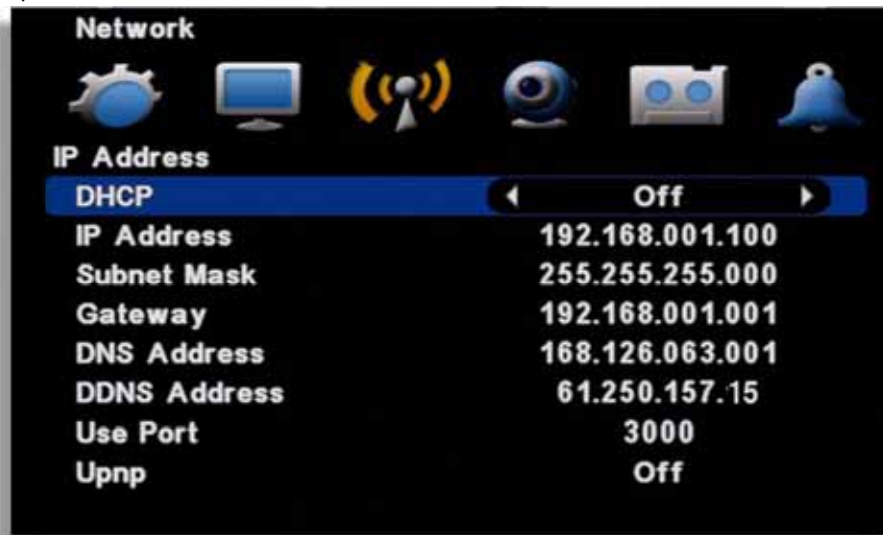 Network
IP Address
DHCP Off
IP Address 192.168.001.100
Subnet Mask 255.255.255.000
Gateway 192.168.001.001
DNS Address 168.126.063.001
DDNS Address 61.250.157.15
Use Port 3000
Upnp Off